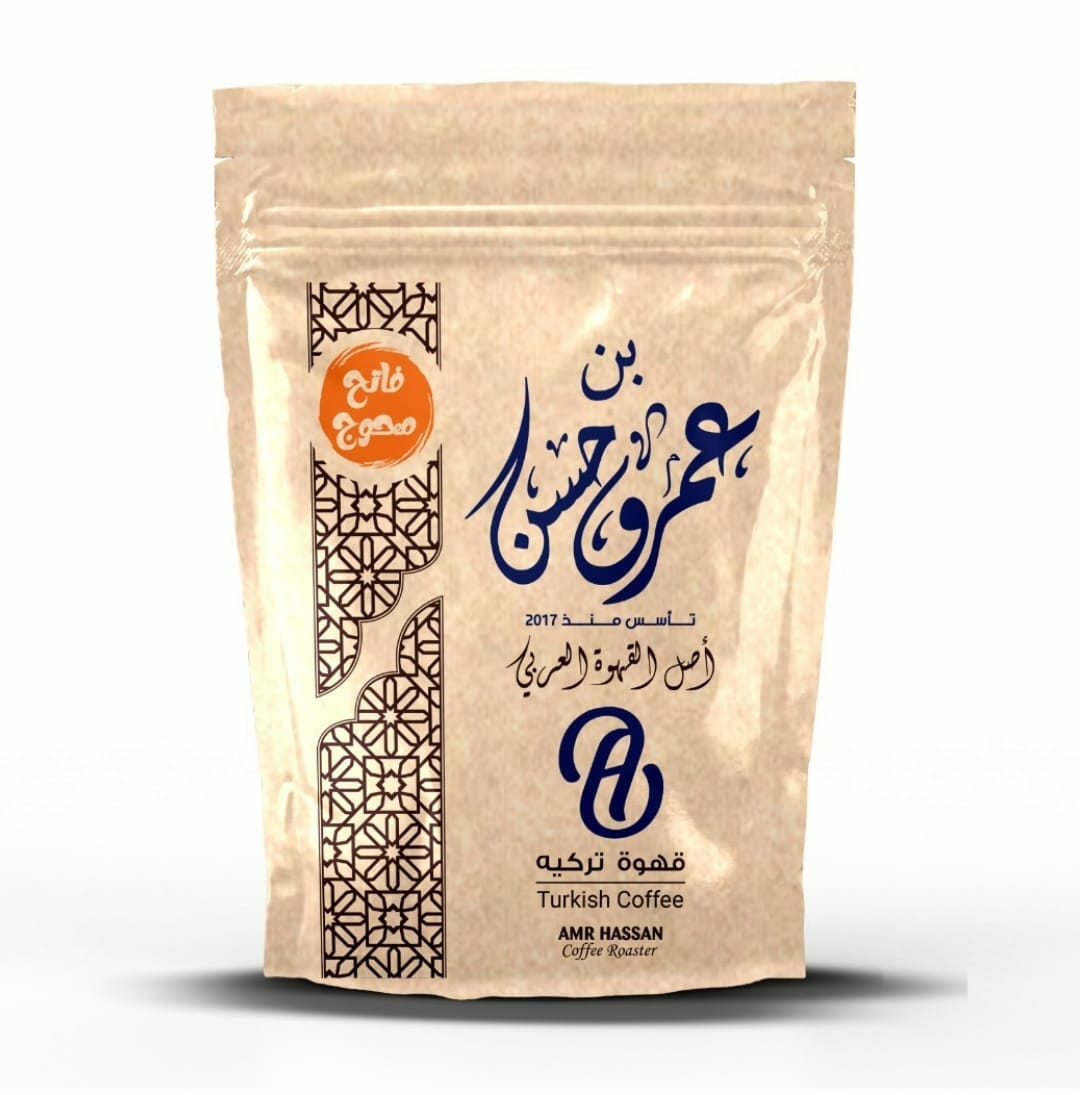 فاتح
محوج
بن
عمرو حسن
تأسس منذ 2017
أصل القهوة العربي
قهوة تركيه
Turkish Coffee
AMR HASSAN
Coffee Roaster